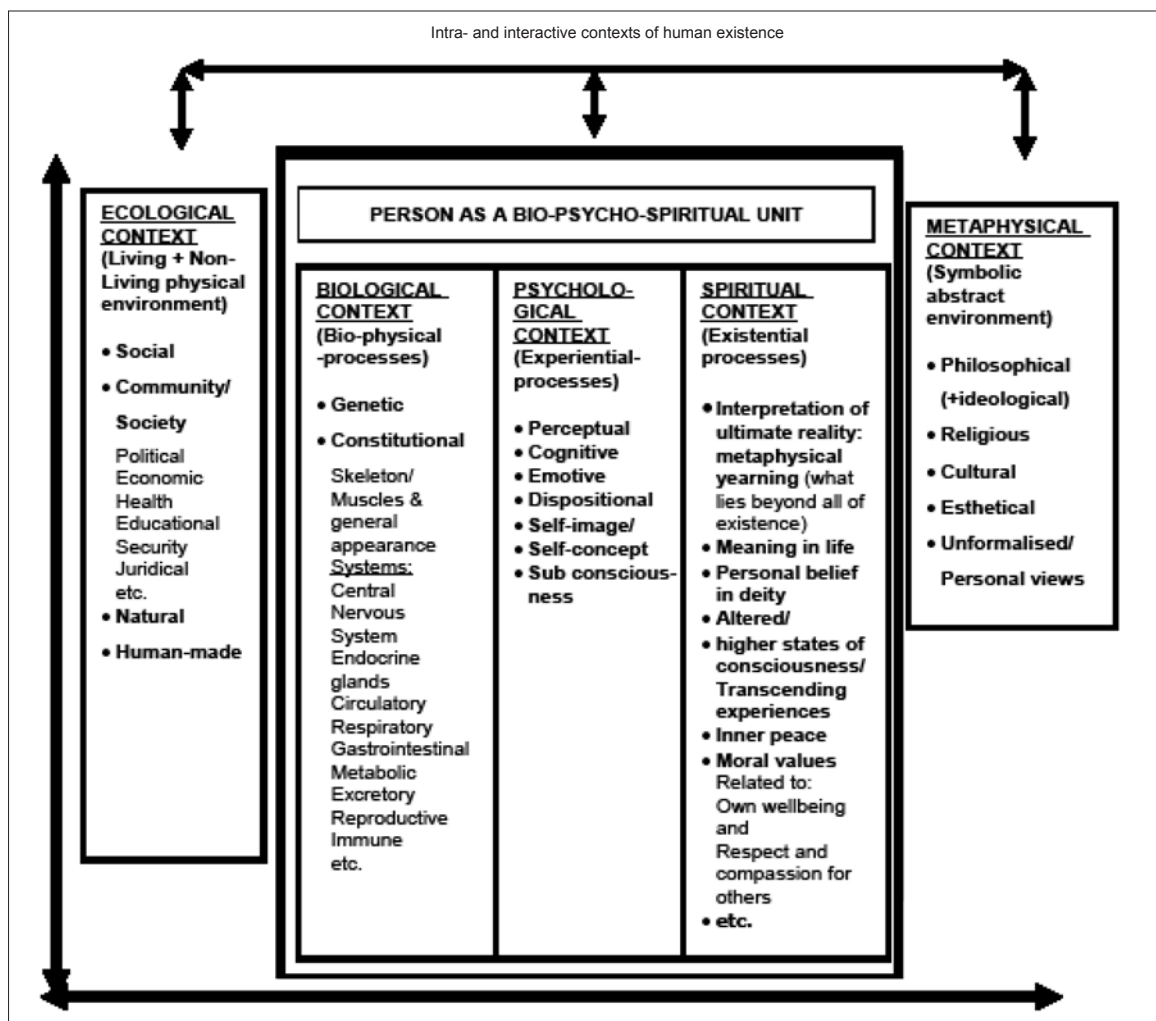 Intra- and interactive contexts of human existence
ECOLOGICAL
CONTEXT
(Living + Non-
Living physical
environment)
• Social
• Community/
Society
Political
Economic
Health
Educational
Security
Juridical
etc.
• Natural
• Human-made
PERSON AS A BIO-PSYCHO-SPIRITUAL UNIT
BIOLOGICAL
CONTEXT
(Bio-physical
-processes)
• Genetic
• Constitutional
Skeleton/
Muscles &
general
appearance
Systems:
Central
Nervous
System
Endocrine
glands
Circulatory
Respiratory
Gastrointestinal
Metabolic
Excretory
Reproductive
Immune
etc.
PSYCHOLO-
GICAL
CONTEXT
(Experiential-
processes)
• Perceptual
• Cognitive
• Emotive
• Dispositional
• Self-image/
• Self-concept
• Sub conscious-
ness
SPIRITUAL
CONTEXT
(Existential
processes)
• Interpretation of
ultimate reality:
metaphysical
yearning (what
lies beyond all of
existence)
• Meaning in life
• Personal belief
in deity
• Altered/
• higher states of
consciousness/
Transcending
experiences
• Inner peace
• Moral values
Related to:
Own wellbeing
and
Respect and
compassion for
others
• etc.
METAPHYSICAL
CONTEXT
(Symbolic
abstract
environment)
• Philosophical
(+ideological)
• Religious
• Cultural
• Esthetical
• Unformalised/
Personal views